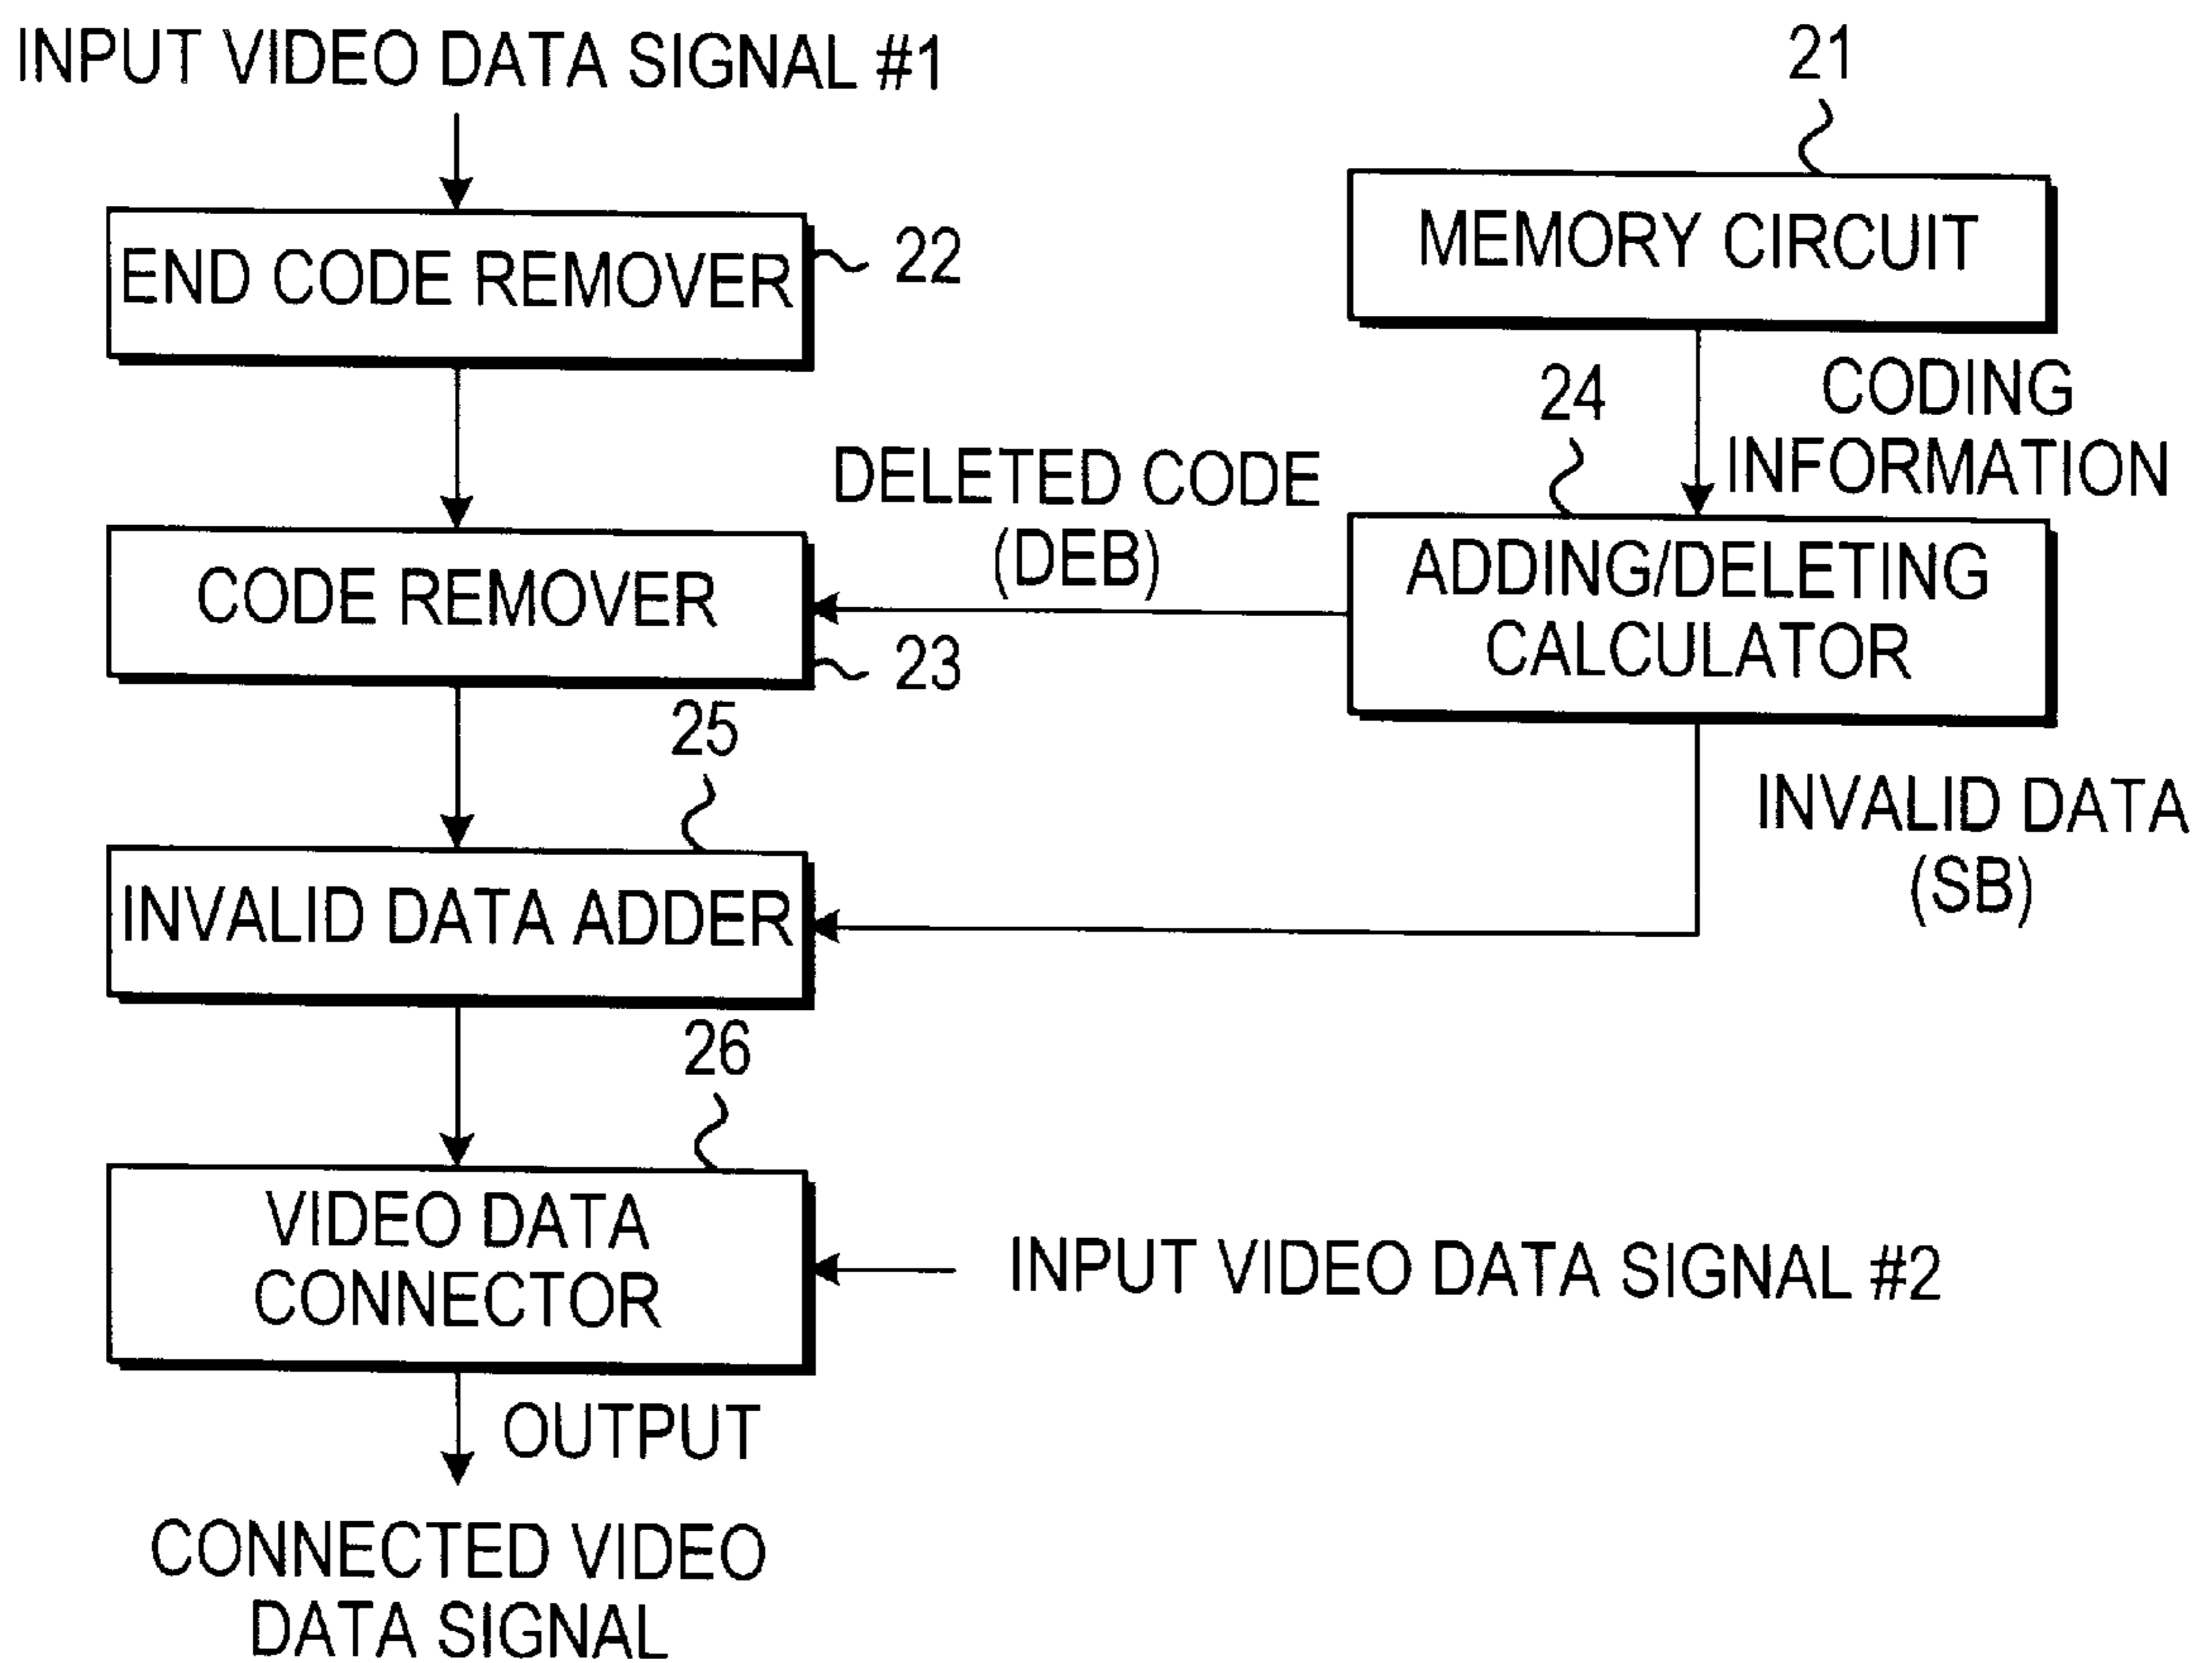 INPUT VIDEO DATA SIGNAL #1
21
MEMORY CIRCUIT
END CODE REMOVER
22
CODING
INFORMATION
24
DELETED CODE
(DEB)
ADDING/DELETING
CALCULATOR
CODE REMOVER
23
25
INVALID DATA
(SB)
INVALID DATA ADDER
26
VIDEO DATA
CONNECTOR
INPUT VIDEO DATA SIGNAL #2
OUTPUT
CONNECTED VIDEO
DATA SIGNAL